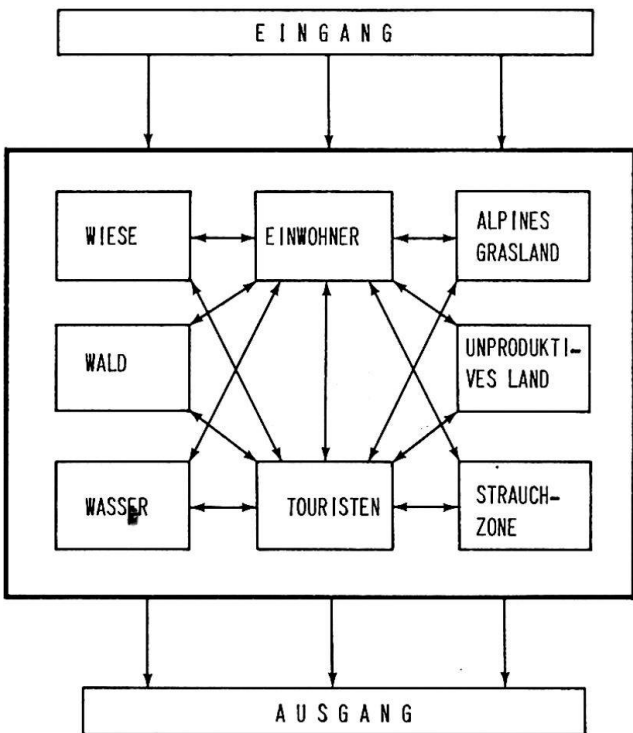 EINGANG
WIESE
EINWOHNER
ALPINES
GRASLAND
WALD
UNPRODUKTI-
VES LAND
WASSER
TOURISTEN
STRAUCH-
ZONE
AUSGANG